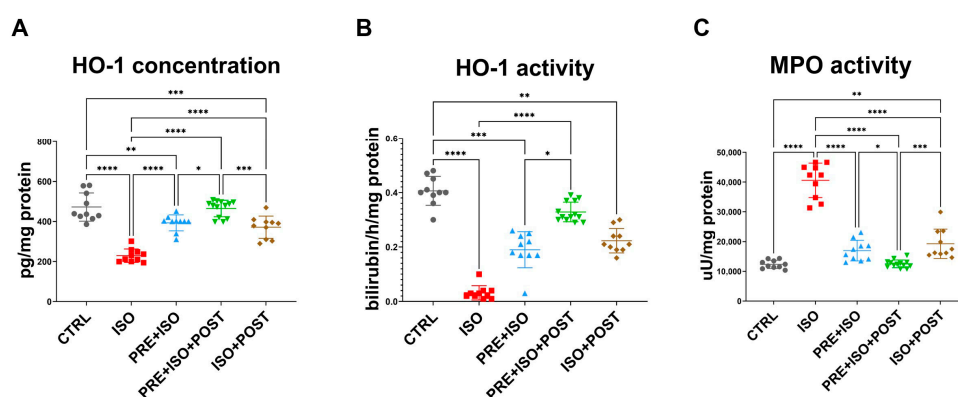 A
B
C
HO-1 concentration
HO-1 activity
MPO activity
***
****
****
**
****
****
*
***
pg/mg protein
800
600
400
200
0
CTRL
ISO
PRE+ISO
PRE+ISO+POST
ISO+POST
**
****
***
****
*
bilirubin/h/mg protein
0.6
0.4
0.2
0.0
CTRL
ISO
PRE+ISO
PRE+ISO+POST
ISO+POST
**
****
****
****
****
*
***
uU/mg protein
50,000
40,000
30,000
20,000
10,000
0
CTRL
ISO
PRE+ISO
PRE+ISO+POST
ISO+POST